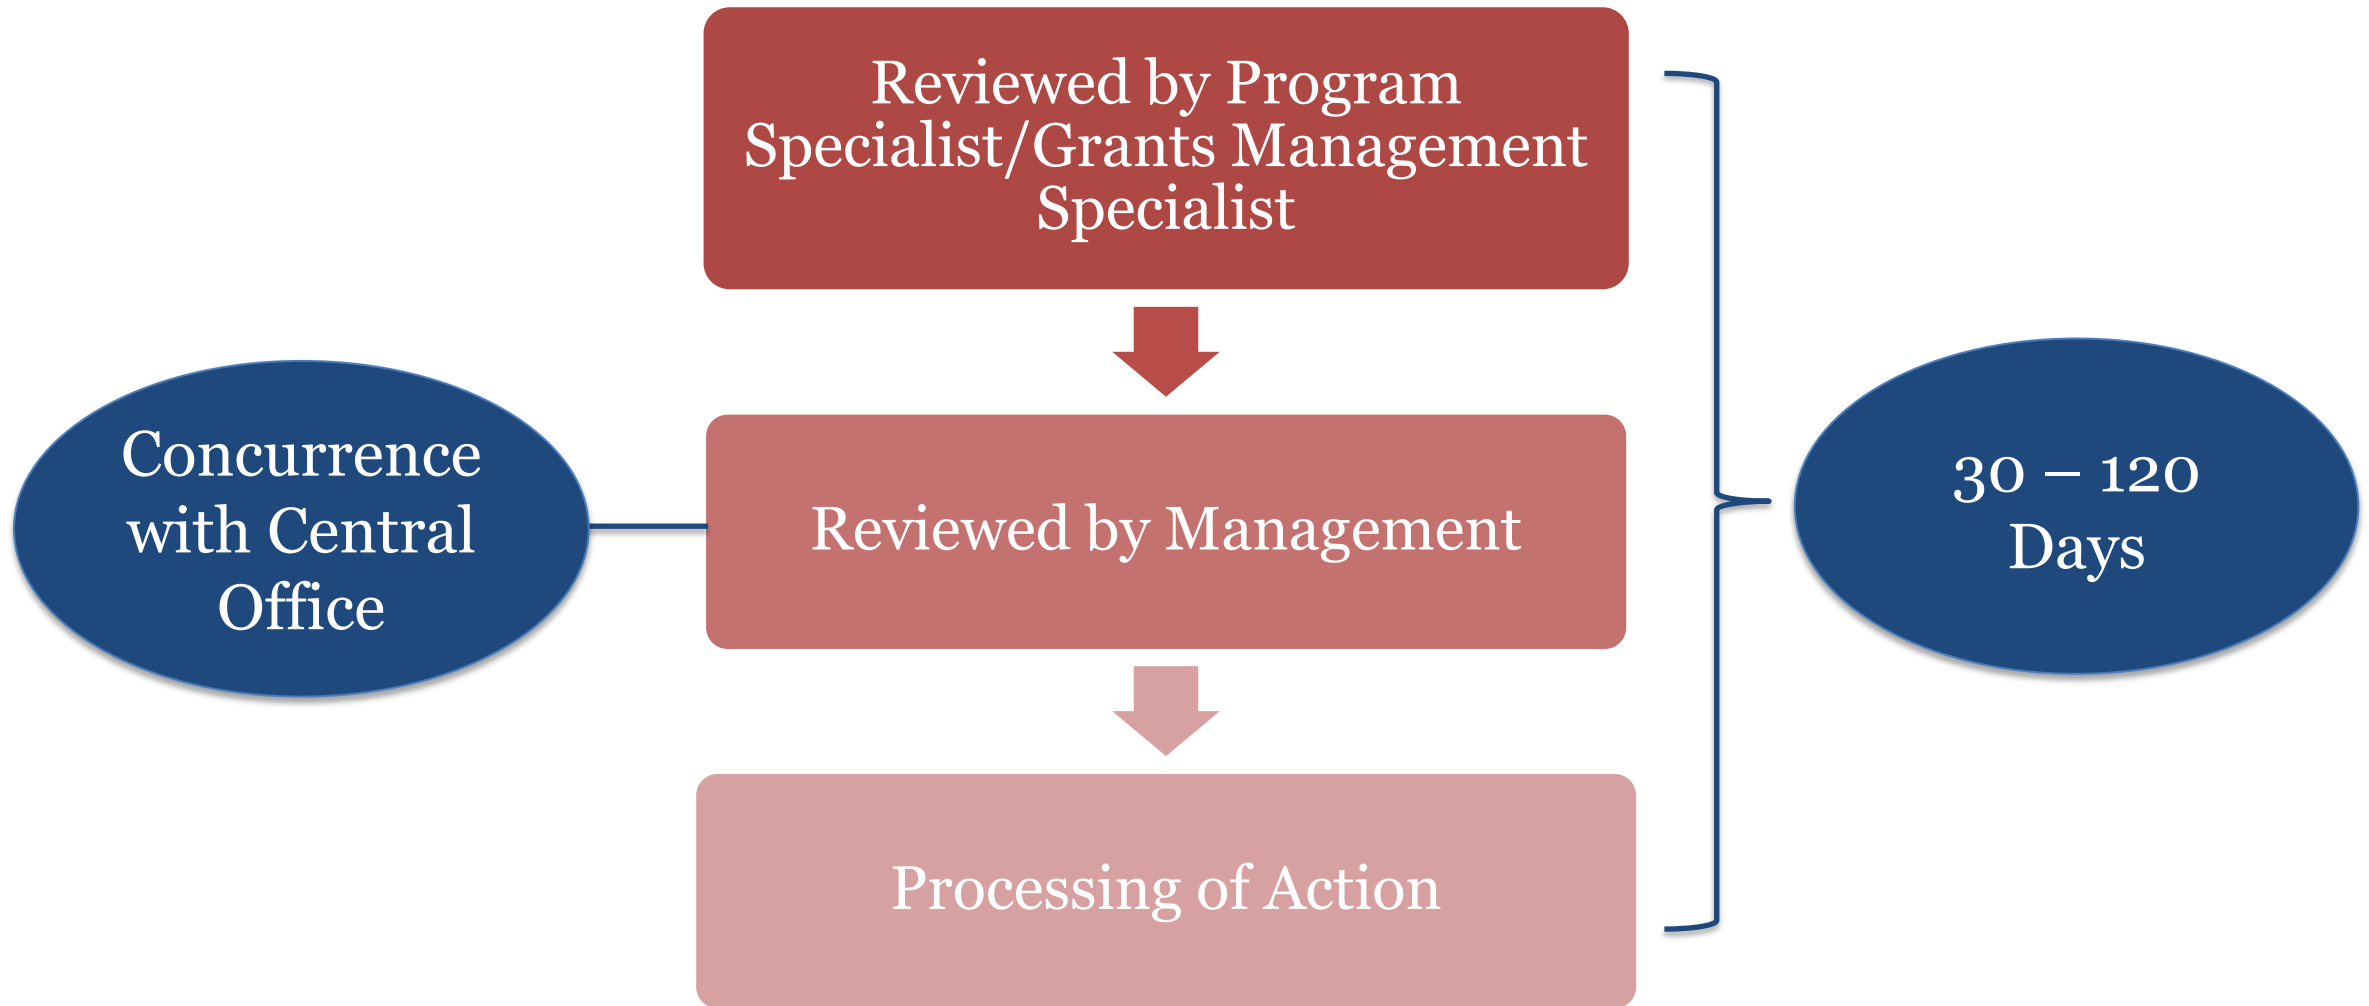 Reviewed by Program
Specialist/Grants Management
Specialist
Concurrence
with Central
Office
Reviewed by Management
30 – 120
Days
Processing of Action